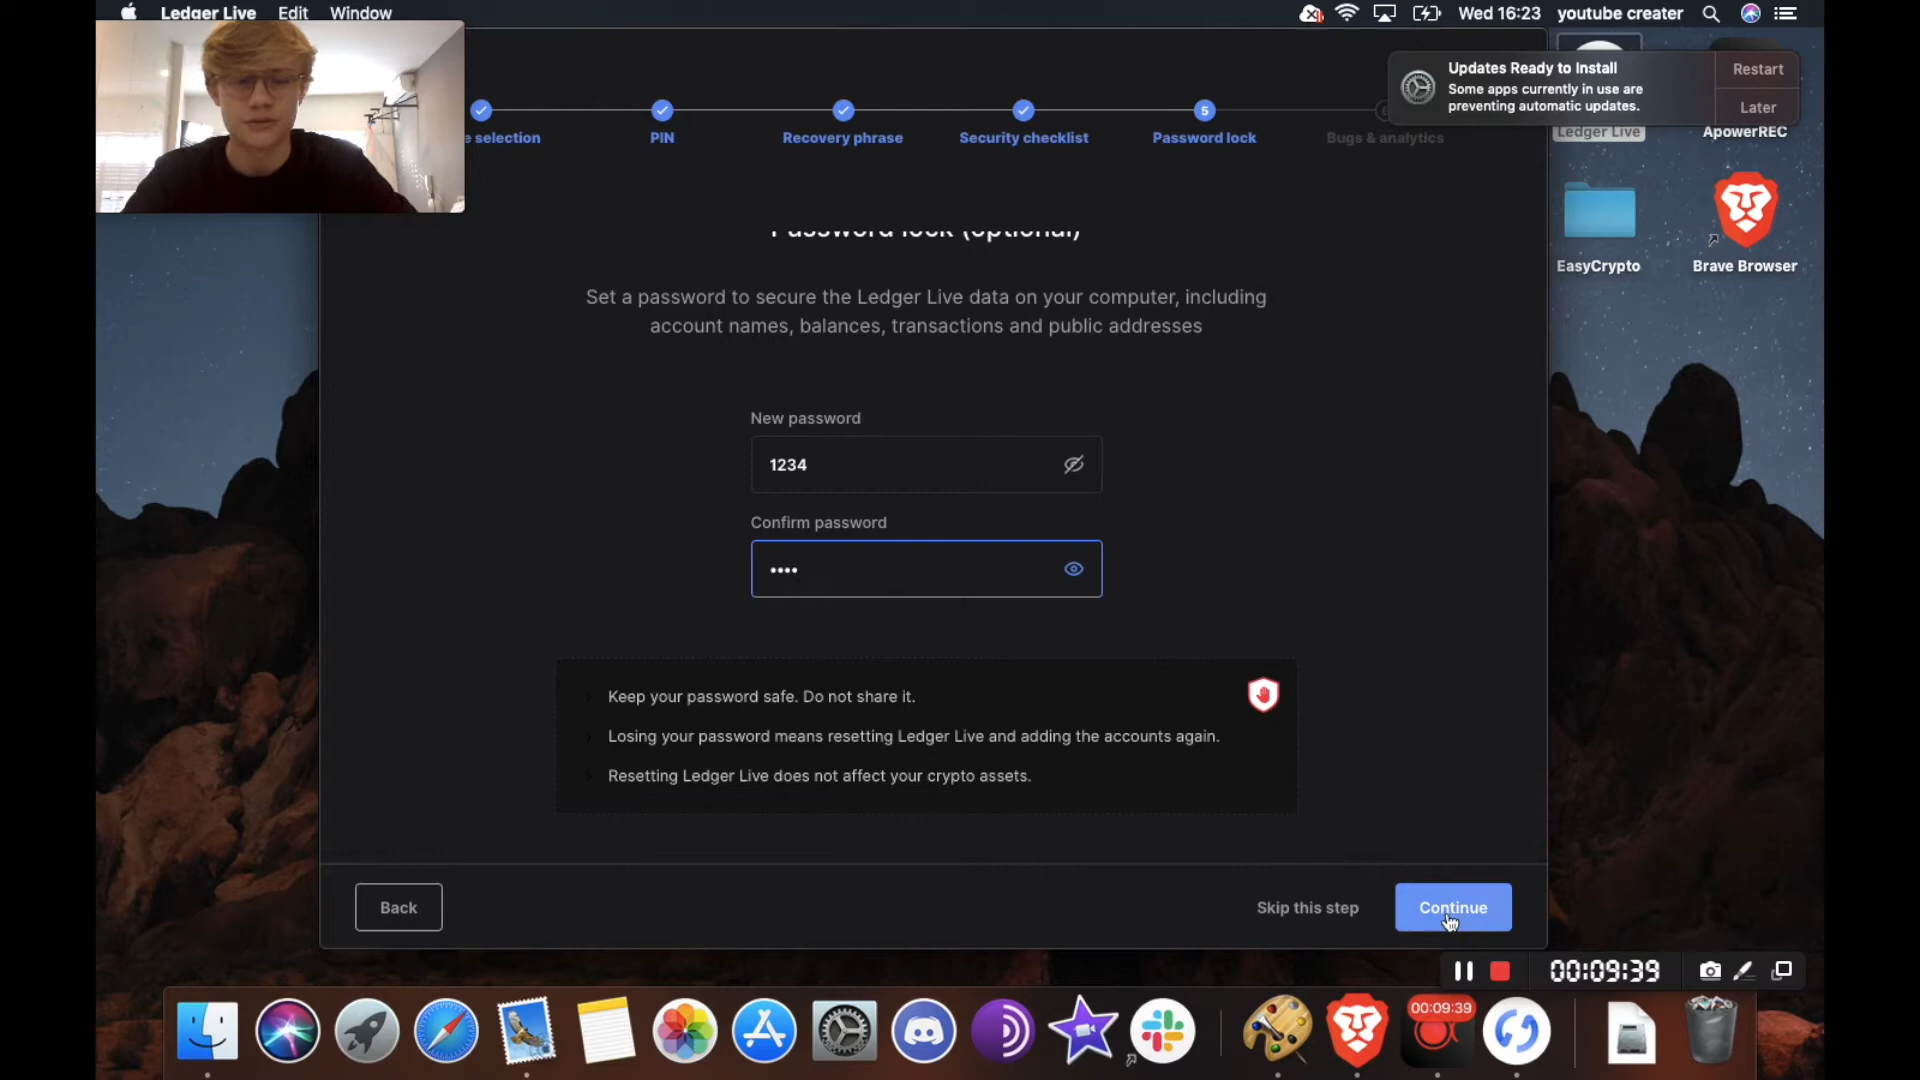 Ledger Live Edit Window
Wed 16:23 youtube creater
Updates Ready to Install
Some apps currently in use are
preventing automatic updates.
Restart
Later
Ledger Live
ApowerREC
EasyCrypto
Brave Browser
e selection
PIN
Recovery phrase
Security checklist
5
Password lock
Bugs & analytics
Password lock (optional)
Set a password to secure the Ledger Live data on your computer, including
account names, balances, transactions and public addresses
New password
1234
Confirm password
••••
Keep your password safe. Do not share it.
Losing your password means resetting Ledger Live and adding the accounts again.
Resetting Ledger Live does not affect your crypto assets.
Back
Skip this step
Continue
00:09:39
00:09:39